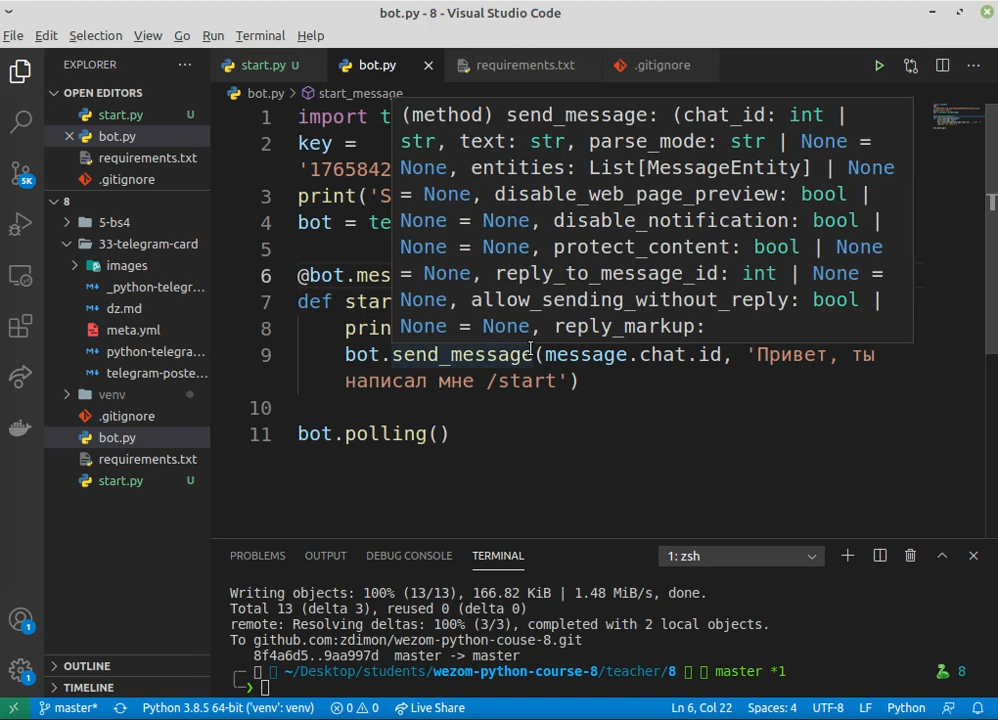 bot.py - 8 - Visual Studio Code
File Edit Selection View Go Run Terminal Help
EXPLORER
start.py U
bot.py
requirements.txt
.gitignore
OPEN EDITORS
start.py U
bot.py
requirements.txt
.gitignore
5K
8
5-bs4
33-telegram-card
images
_python-telegr...
dz.md
meta.yml
python-telegra...
telegram-poste...
venv
.gitignore
bot.py
requirements.txt
start.py U
OUTLINE
TIMELINE
1
1
bot.py > start_message
1 import t
2 key =
'1765842
3 print('S
4 bot = te
5
6 @bot.mes
7 def star
8 prin
9 bot.send_message(message.chat.id, 'Привет, ты
написал мне /start')
10
11 bot.polling()
(method) send_message: (chat_id: int |
str, text: str, parse_mode: str | None =
None, entities: List[MessageEntity] | None
= None, disable_web_page_preview: bool |
None = None, disable_notification: bool |
None = None, protect_content: bool | None
= None, reply_to_message_id: int | None =
None, allow_sending_without_reply: bool |
None = None, reply_markup:
PROBLEMS OUTPUT DEBUG CONSOLE TERMINAL
1: zsh
Writing objects: 100% (13/13), 166.82 KiB | 1.48 MiB/s, done.
Total 13 (delta 3), reused 0 (delta 0)
remote: Resolving deltas: 100% (3/3), completed with 2 local objects.
To github.com:zdimon/wezom-python-couse-8.git
8f4a6d5..9aa997d master -> master
~/Desktop/students/wezom-python-course-8/teacher/8 master *1
8
master* Python 3.8.5 64-bit ('venv': venv) 0 0 Live Share Ln 6, Col 22 Spaces: 4 UTF-8 LF Python